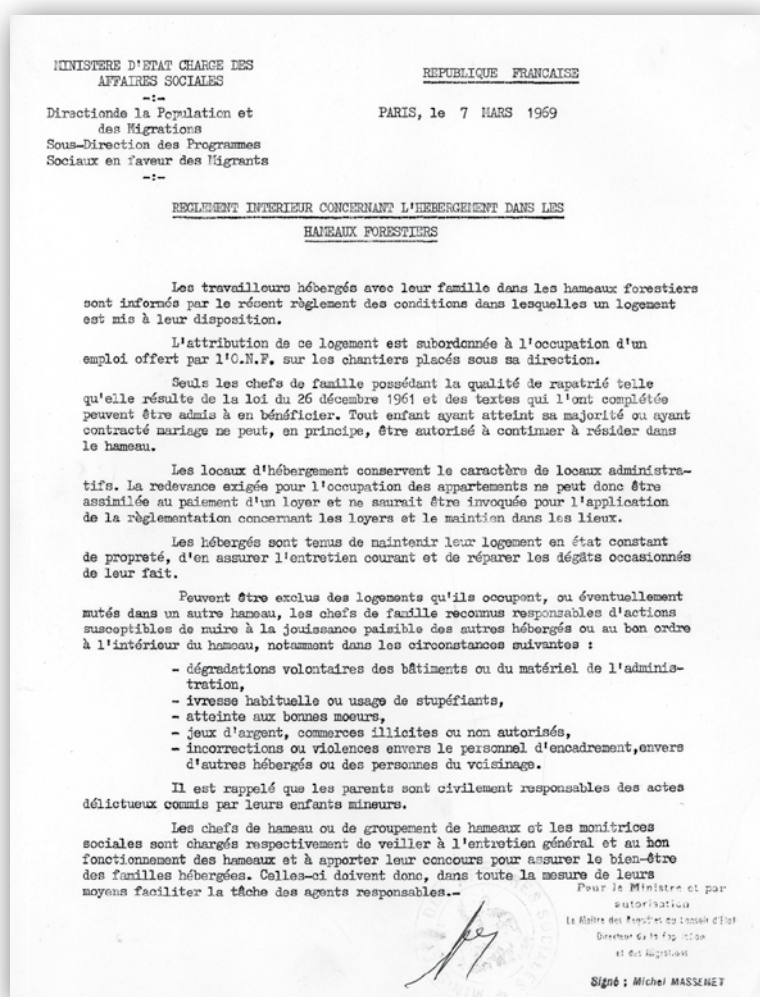 MINISTERE D'ETAT CHARGE DES
AFFAIRES SOCIALES
-:-
Directionde la Population et
des Migrations
Sous-Direction des Programmes
Sociaux en faveur des Migrants
-:-
REPUBLIQUE FRANCAISE
PARIS, le 7 MARS 1969
REGLEMENT INTERIEUR CONCERNANT L'HEBERGEMENT DANS LES
HAMEAUX FORESTIERS
Les travailleurs hébergés avec leur famille dans les hameaux forestiers
sont informés par le résent règlement des conditions dans lesquelles un logement
est mis à leur disposition.
L'attribution de ce logement est subordonnée à l'occupation d'un
emploi offert par l'O.N.F. sur les chantiers placés sous sa direction.
Seuls les chefs de famille possédant la qualité de rapatrié telle
qu'elle résulte de la loi du 26 décembre 1961 et des textes qui l'ont complétée
peuvent être admis à en bénéficier. Tout enfant ayant atteint sa majorité ou ayant
contracté mariage ne peut, en principe, être autorisé à continuer à résider dans
le hameau.
Les locaux d'hébergement conservent le caractère de locaux administra-
tifs. La redevance exigée pour l'occupation des appartements ne peut donc être
assimilée au paiement d'un loyer et ne saurait être invoquée pour l'application
de la règlementation concernant les loyers et le maintien dans les lieux.
Les hébergés sont tenus de maintenir leur logement en état constant
de propreté, d'en assurer l'entretien courant et de réparer les dégâts occasionnés
de leur fait.
Peuvent être exclus des logements qu'ils occupent, ou éventuellement
mutés dans un autre hameau, les chefs de famille reconnus responsables d'actions
susceptibles de nuire à la jouissance paisible des autres hébergés ou au bon ordre
à l'intérieur du hameau, notamment dans les circonstances suivantes :
- dégradations volontaires des bâtiments ou du matériel de l'adminis-
tration,
- ivresse habituelle ou usage de stupéfiants,
- atteinte aux bonnes moeurs,
- jeux d'argent, commerces illicites ou non autorisés,
- incorrections ou violences envers le personnel d'encadrement,envers
d'autres hébergés ou des personnes du voisinage.
Il est rappelé que les parents sont civilement responsables des actes
délictueux commis par leurs enfants mineurs.
Les chefs de hameau ou de groupement de hameaux et les monitrices
sociales sont chargés respectivement de veiller à l'entretien général et au bon
fonctionnement des hameaux et à apporter leur concours pour assurer le bien-être
des familles hébergées. Celles-ci doivent donc, dans toute la mesure de leurs
moyens faciliter la tâche des agents responsables.-
Pour le Ministre et par
autorisation
Le Maître des Requêtes au Conseil d'Etat
Directeur de la Population
et des Migrations
Signé : Michel MASSENET